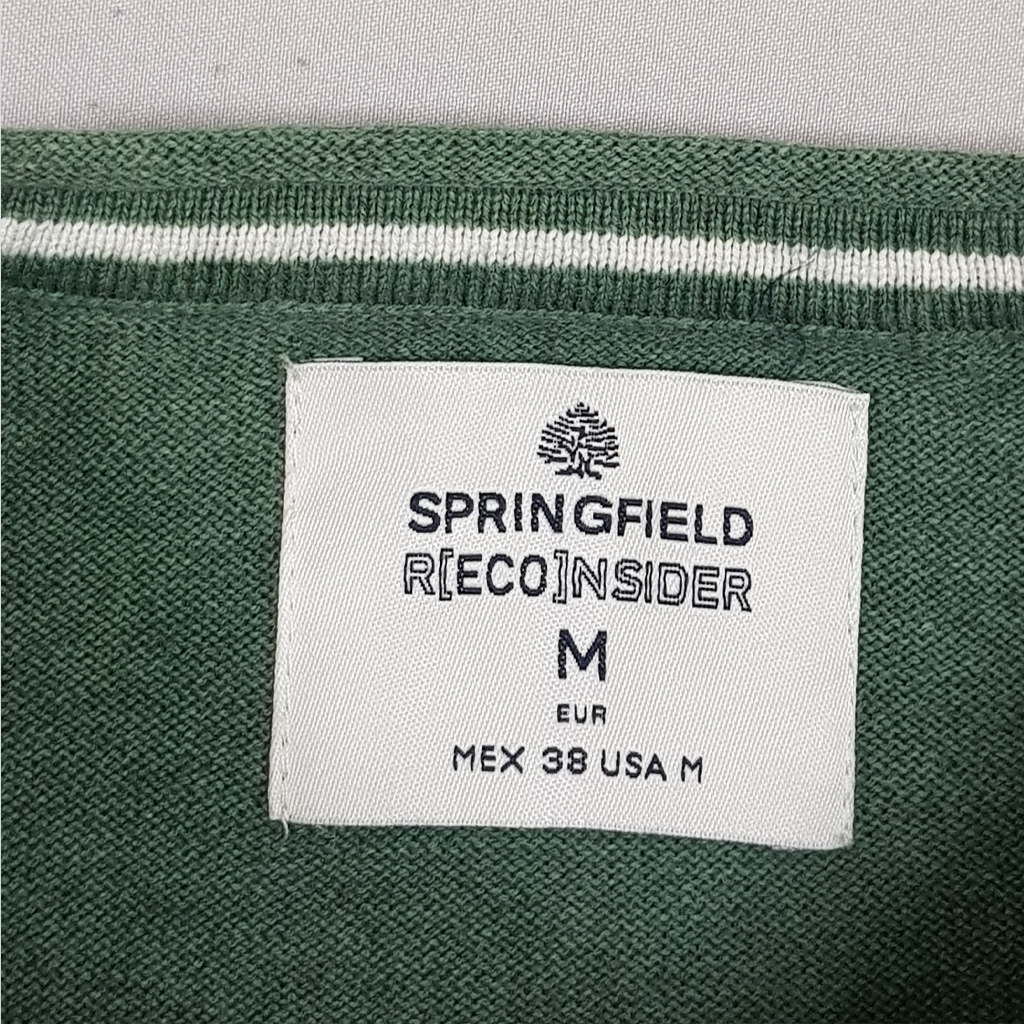 SPRINGFIELD
R[ECO]NSIDER
M
EUR
MEX 38 USA M